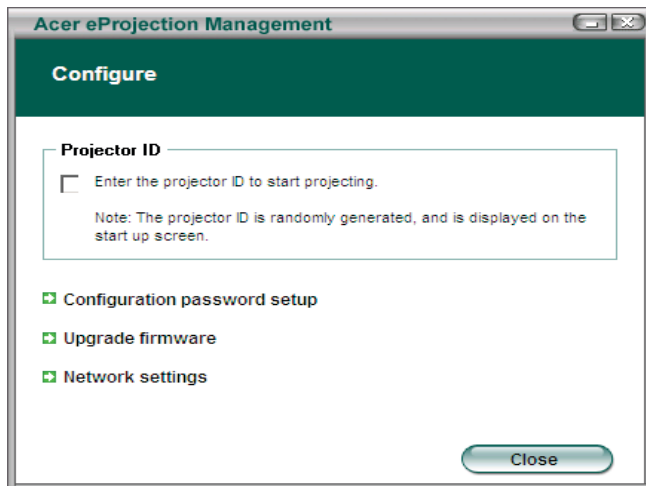 Acer eProjection Management
Configure
Projector ID
Enter the projector ID to start projecting.
Note: The projector ID is randomly generated, and is displayed on the
start up screen.
Configuration password setup
Upgrade firmware
Network settings
Close